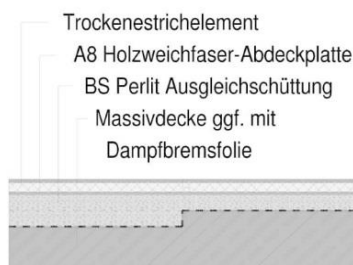 Trockenestrichelement
A8 Holzweichfaser-Abdeckplatte
BS Perlit Ausgleichschüttung
Massivdecke ggf. mit
Dampfbremsfolie